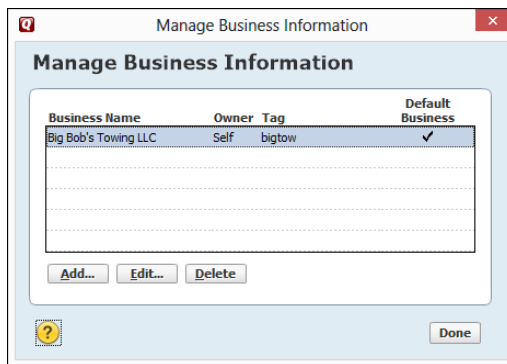 Manage Business Information
Manage Business Information
Default
Business Name Owner Tag Business
Big Bob's Towing LLC Self bigtow ✓
Add... Edit... Delete
? Done